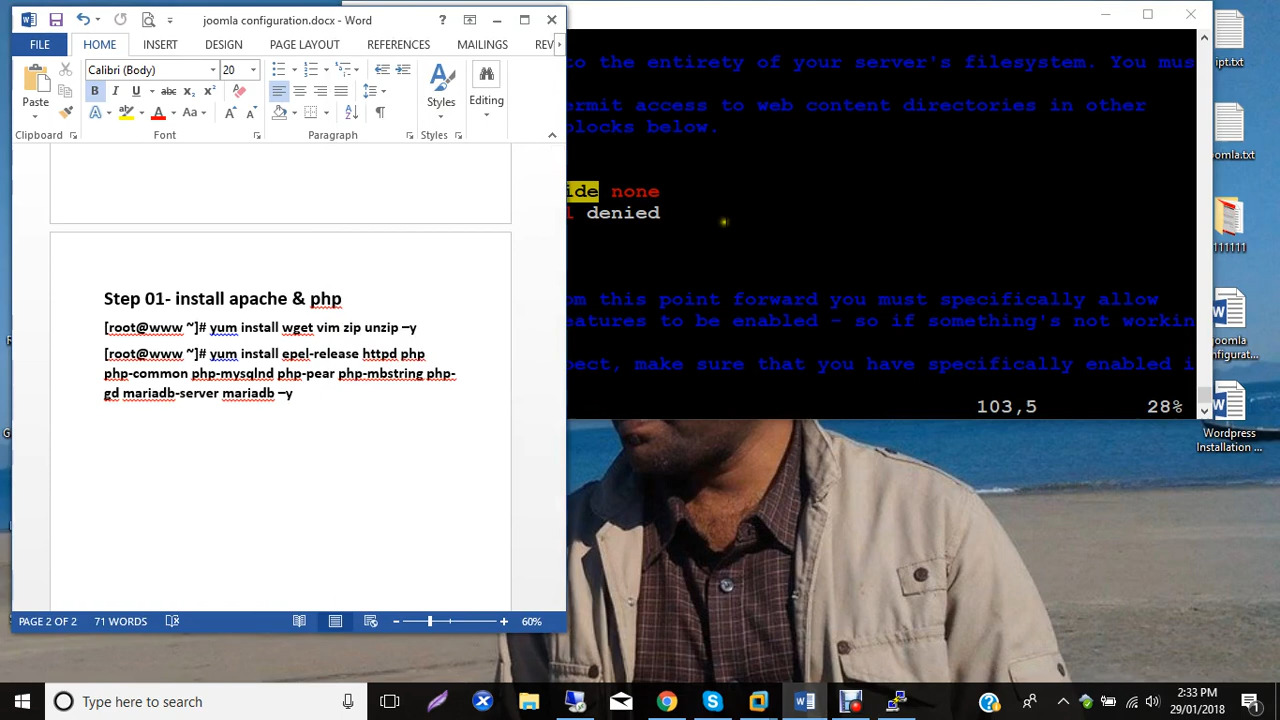 joomla configuration.docx - Word
FILE
HOME
INSERT
DESIGN
PAGE LAYOUT
REFERENCES
MAILING
REV
Calibri (Body)
20
Paste
Styles
Editing
Clipboard
Font
Paragraph
Styles
Step 01- install apache & php
[root@www ~]# yum install wget vim zip unzip –y
[root@www ~]# yum install epel-release httpd php
php-common php-mysqlnd php-pear php-mbstring php-
gd mariadb-server mariadb –y
PAGE 2 OF 2
71 WORDS
60%
to the entirety of your server's filesystem. You mus
ermit access to web content directories in other
blocks below.
ide none
l denied
om this point forward you must specifically allow
eatures to be enabled - so if something's not workin
pect, make sure that you have specifically enabled i
103,5
28%
ipt.txt
oomla.txt
111111
Joomla
Configurat...
Wordpress
Installation ...
Type here to search
2:33 PM
29/01/2018